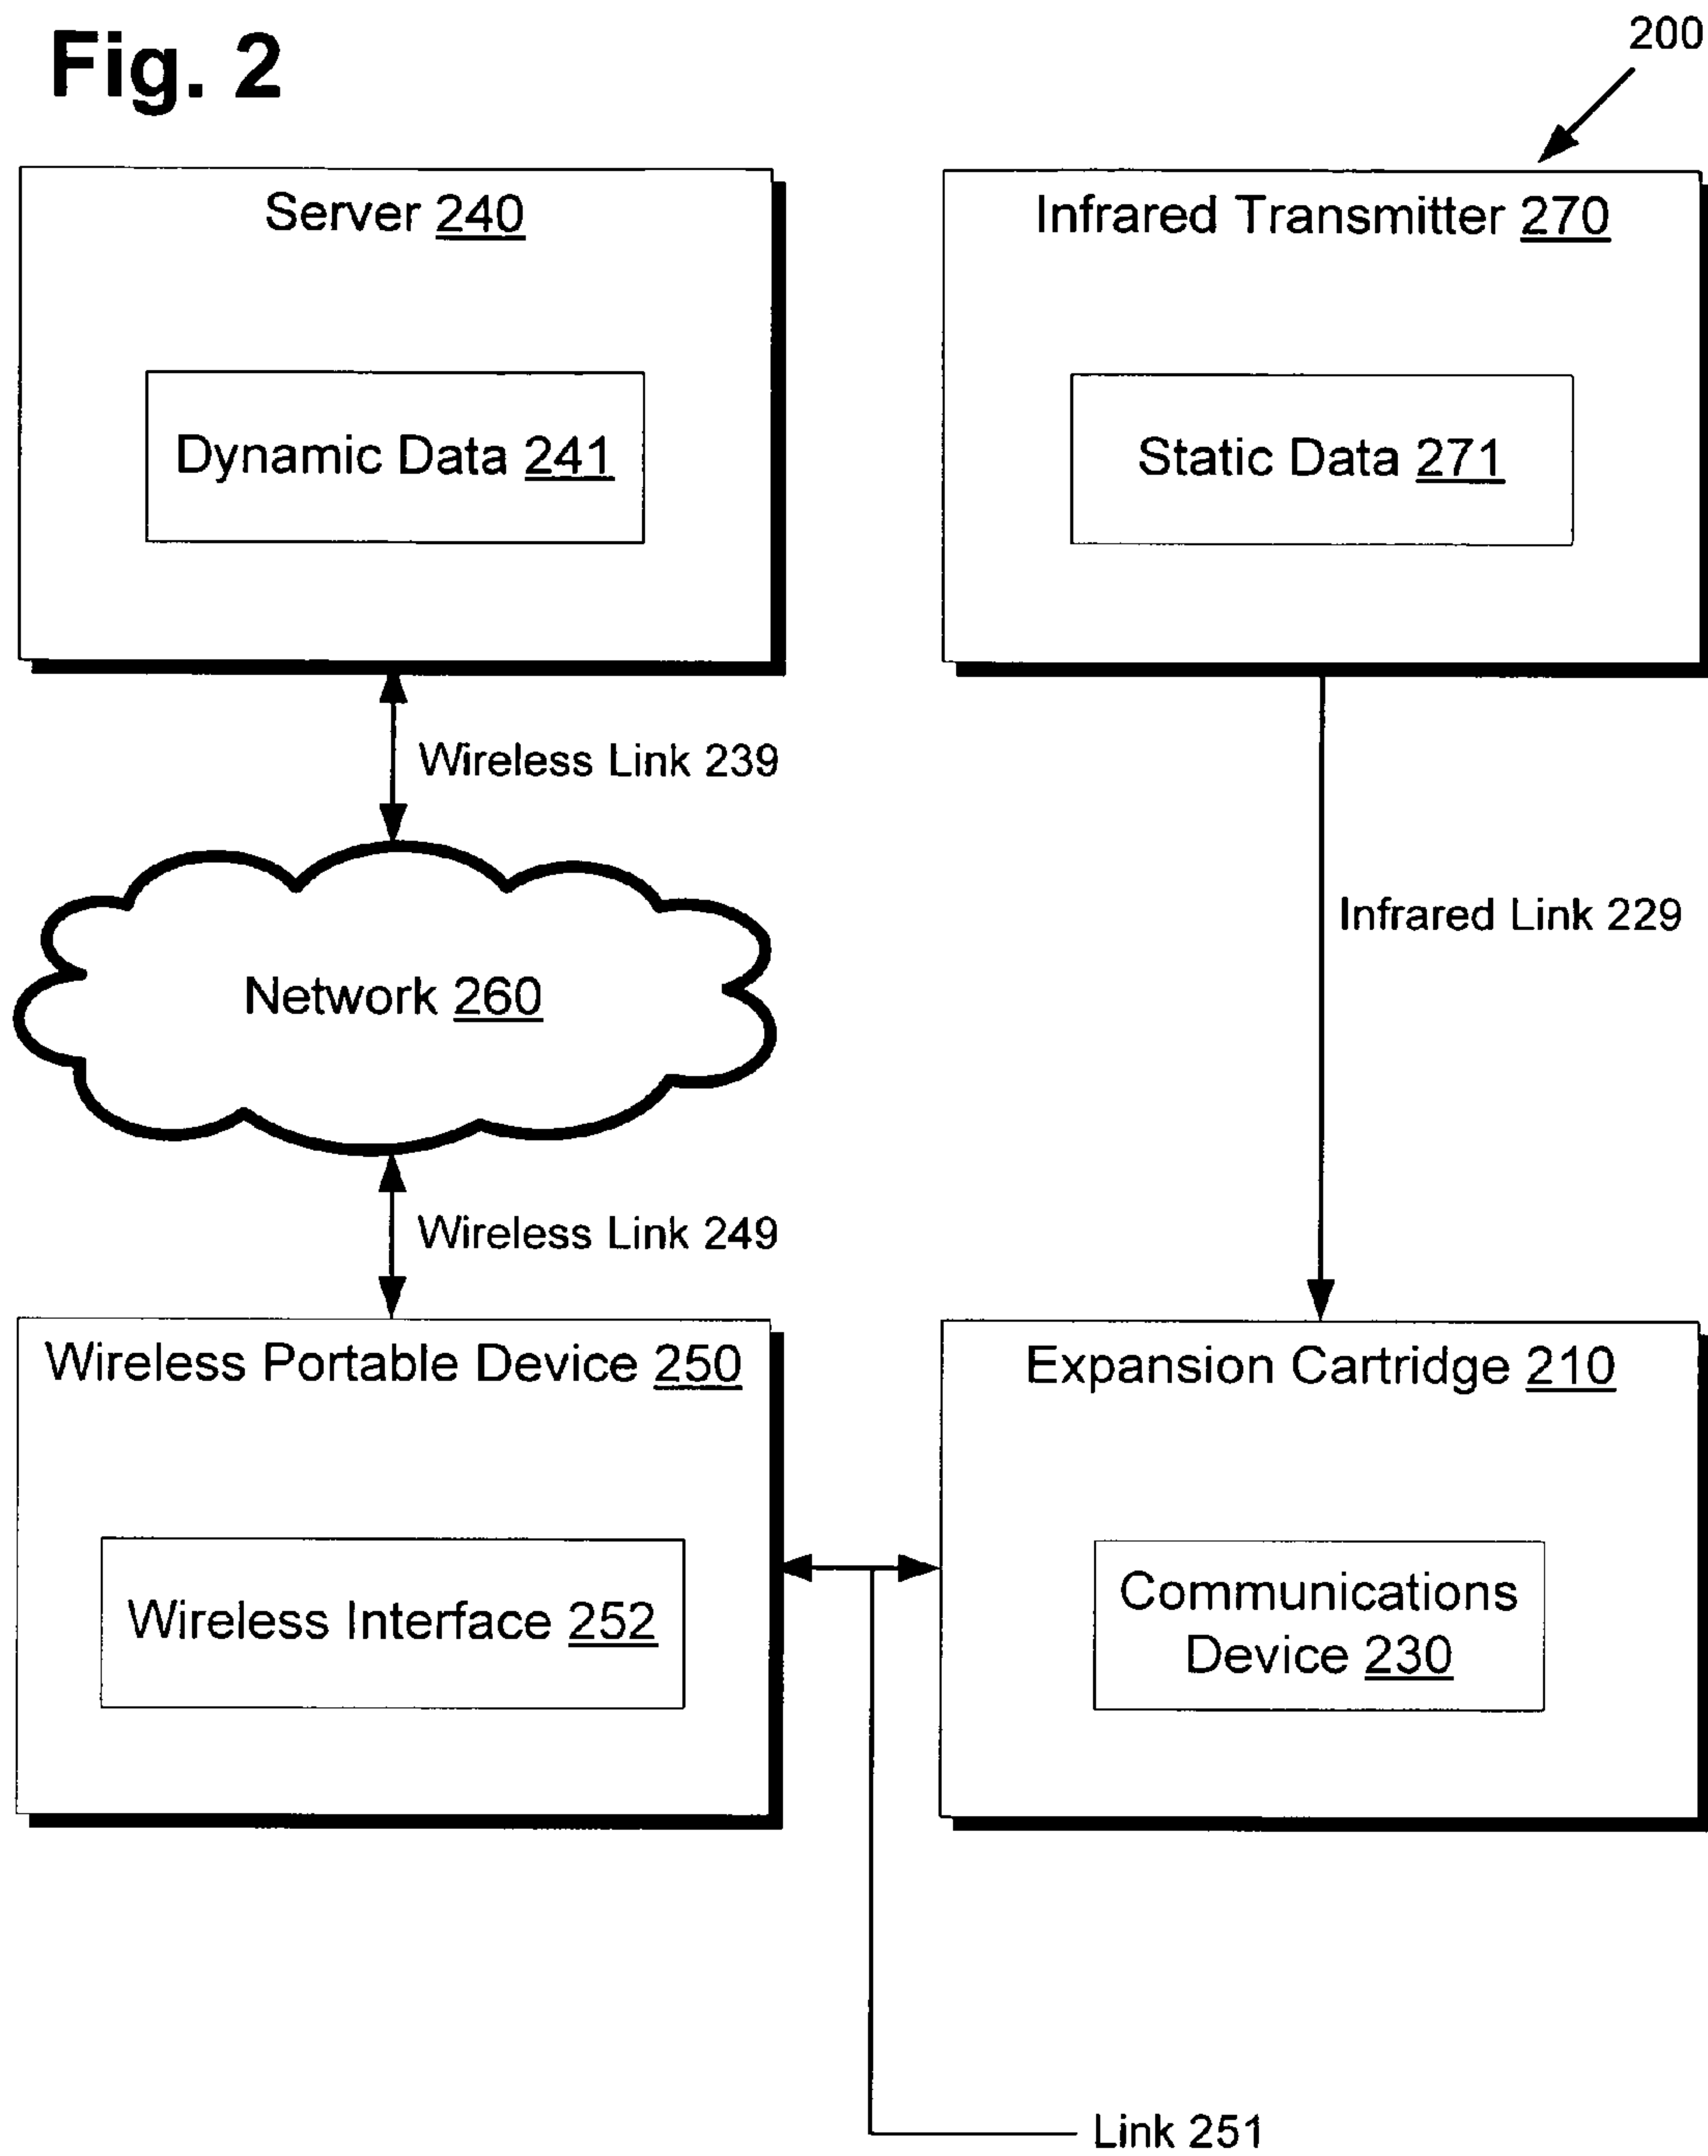 Fig. 2
200
Server 240
Dynamic Data 241
Infrared Transmitter 270
Static Data 271
Wireless Link 239
Infrared Link 229
Network 260
Wireless Link 249
Wireless Portable Device 250
Wireless Interface 252
Expansion Cartridge 210
Communications
Device 230
Link 251